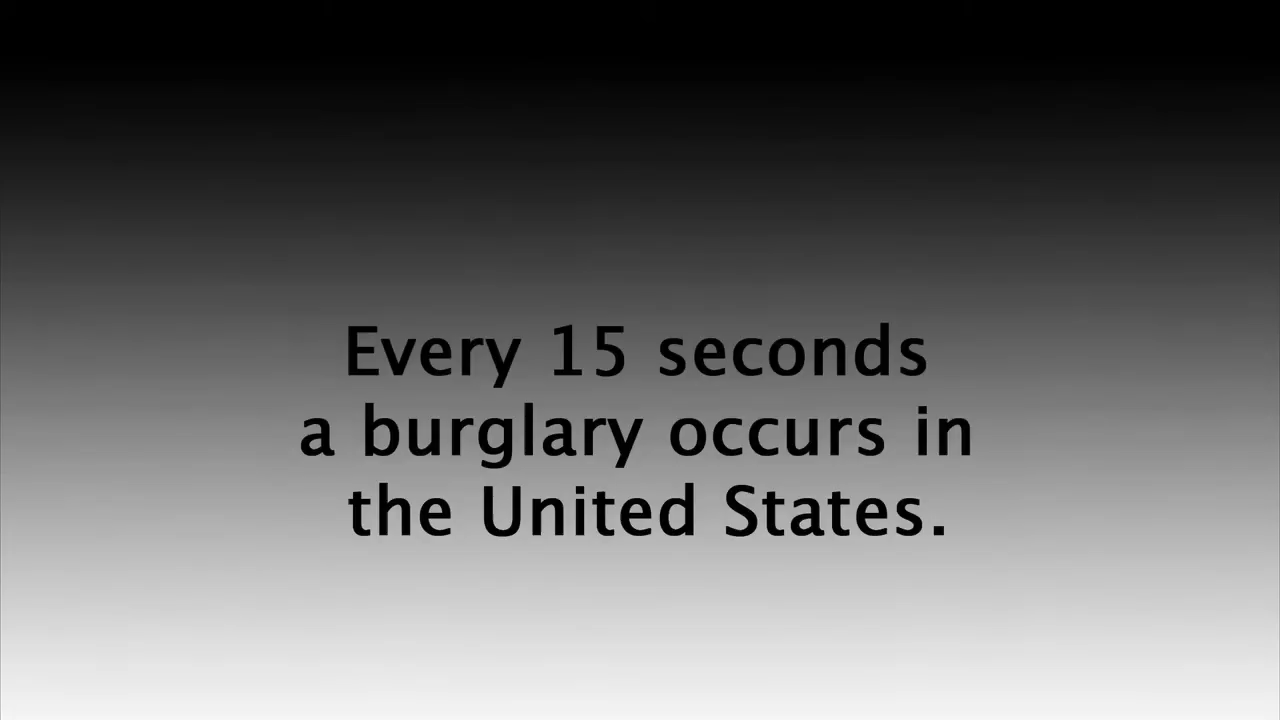 Every 15 seconds
a burglary occurs in
the United States.